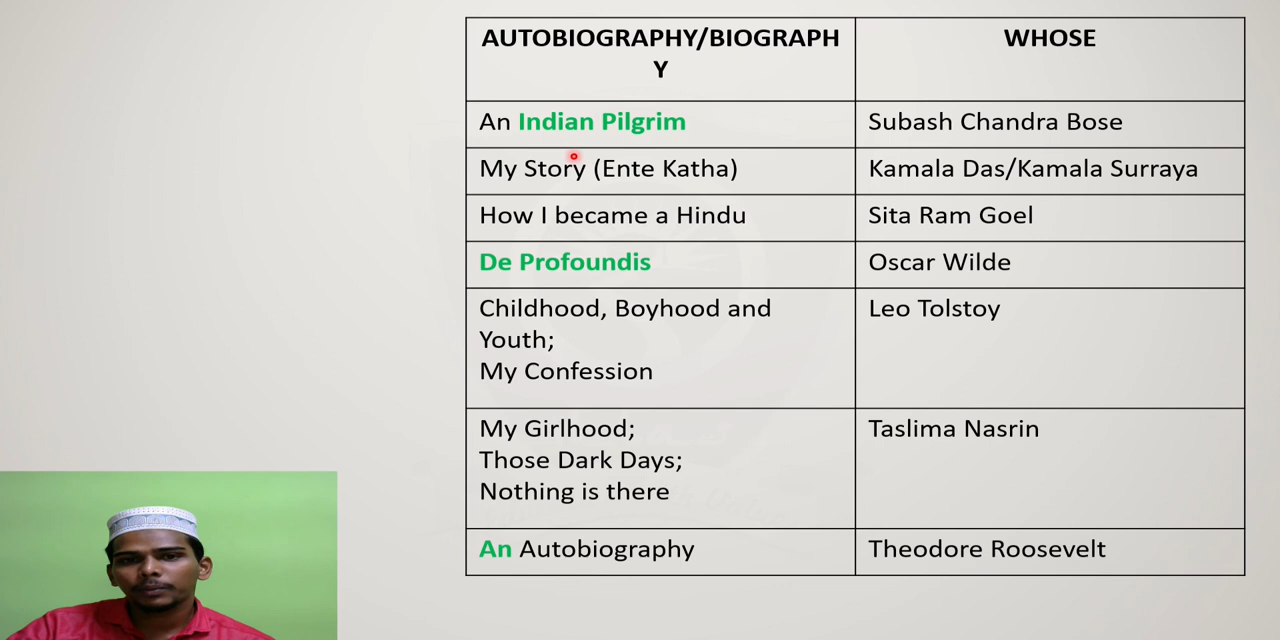 AUTOBIOGRAPHY/BIOGRAPH
Y
WHOSE
An Indian Pilgrim
Subash Chandra Bose
My Story (Ente Katha)
Kamala Das/Kamala Surraya
How I became a Hindu
Sita Ram Goel
De Profoundis
Oscar Wilde
Childhood, Boyhood and
Youth;
My Confession
Leo Tolstoy
My Girlhood;
Those Dark Days;
Nothing is there
Taslima Nasrin
An Autobiography
Theodore Roosevelt